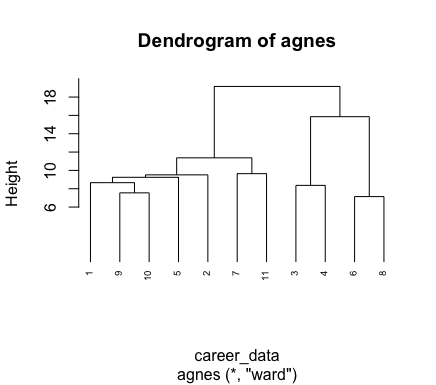 Dendrogram of agnes
Height
18
14
10
6
1 9 10 5 2 7 11 3 4 6 8
career_data
agnes (*, "ward")